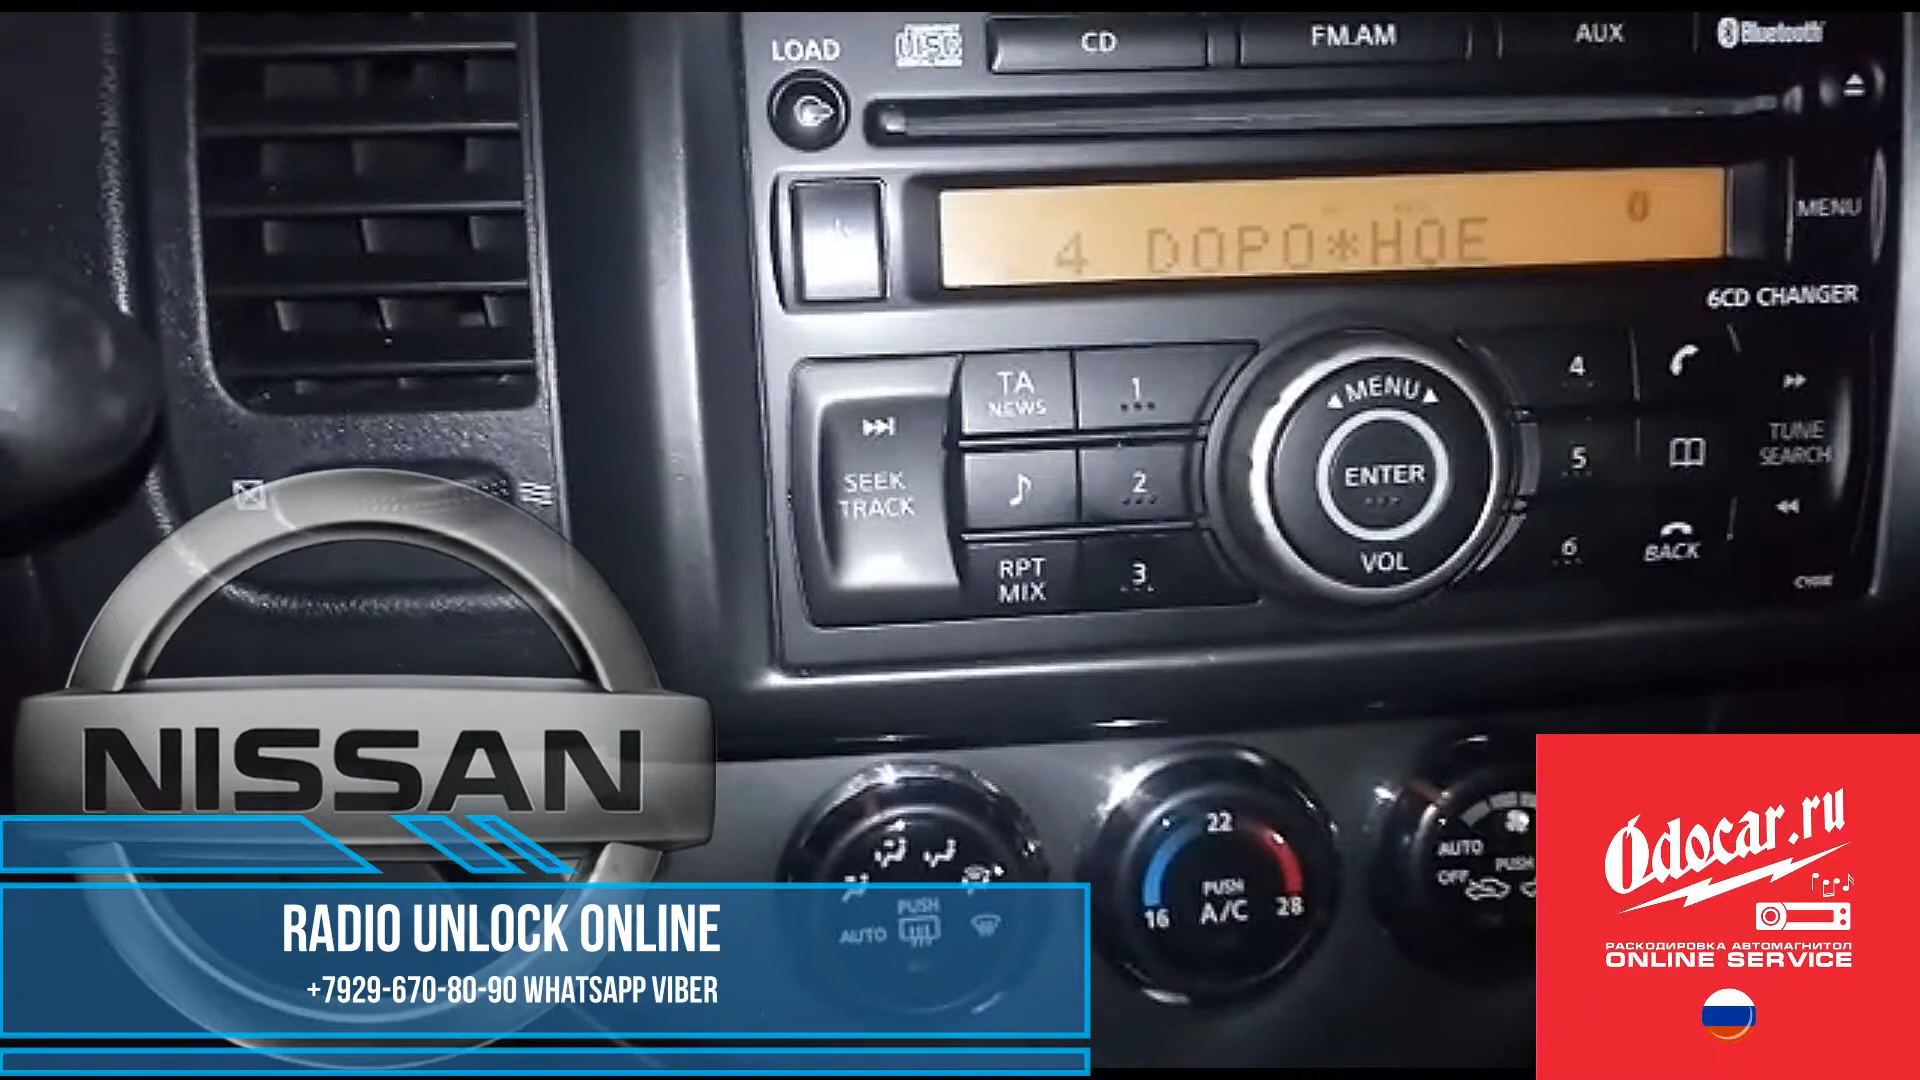 LOAD
DISC
CD
FM.AM
AUX
Bluetooth
4 DOPO*HOE
0
MENU
6CD CHANGER
SEEK
TRACK
TA
NEWS
1
2
RPT
MIX
3
MENU
ENTER
VOL
4
5
6
BACK
TUNE
SEARCH
NISSAN
PUSH
AUTO
22
PUSH
A/C
16
28
AUTO
OFF
PUSH
RADIO UNLOCK ONLINE
+7929-670-80-90 WHATSAPP VIBER
Odocar.ru
РАСКОДИРОВКА АВТОМАГНИТОЛ
ONLINE SERVICE